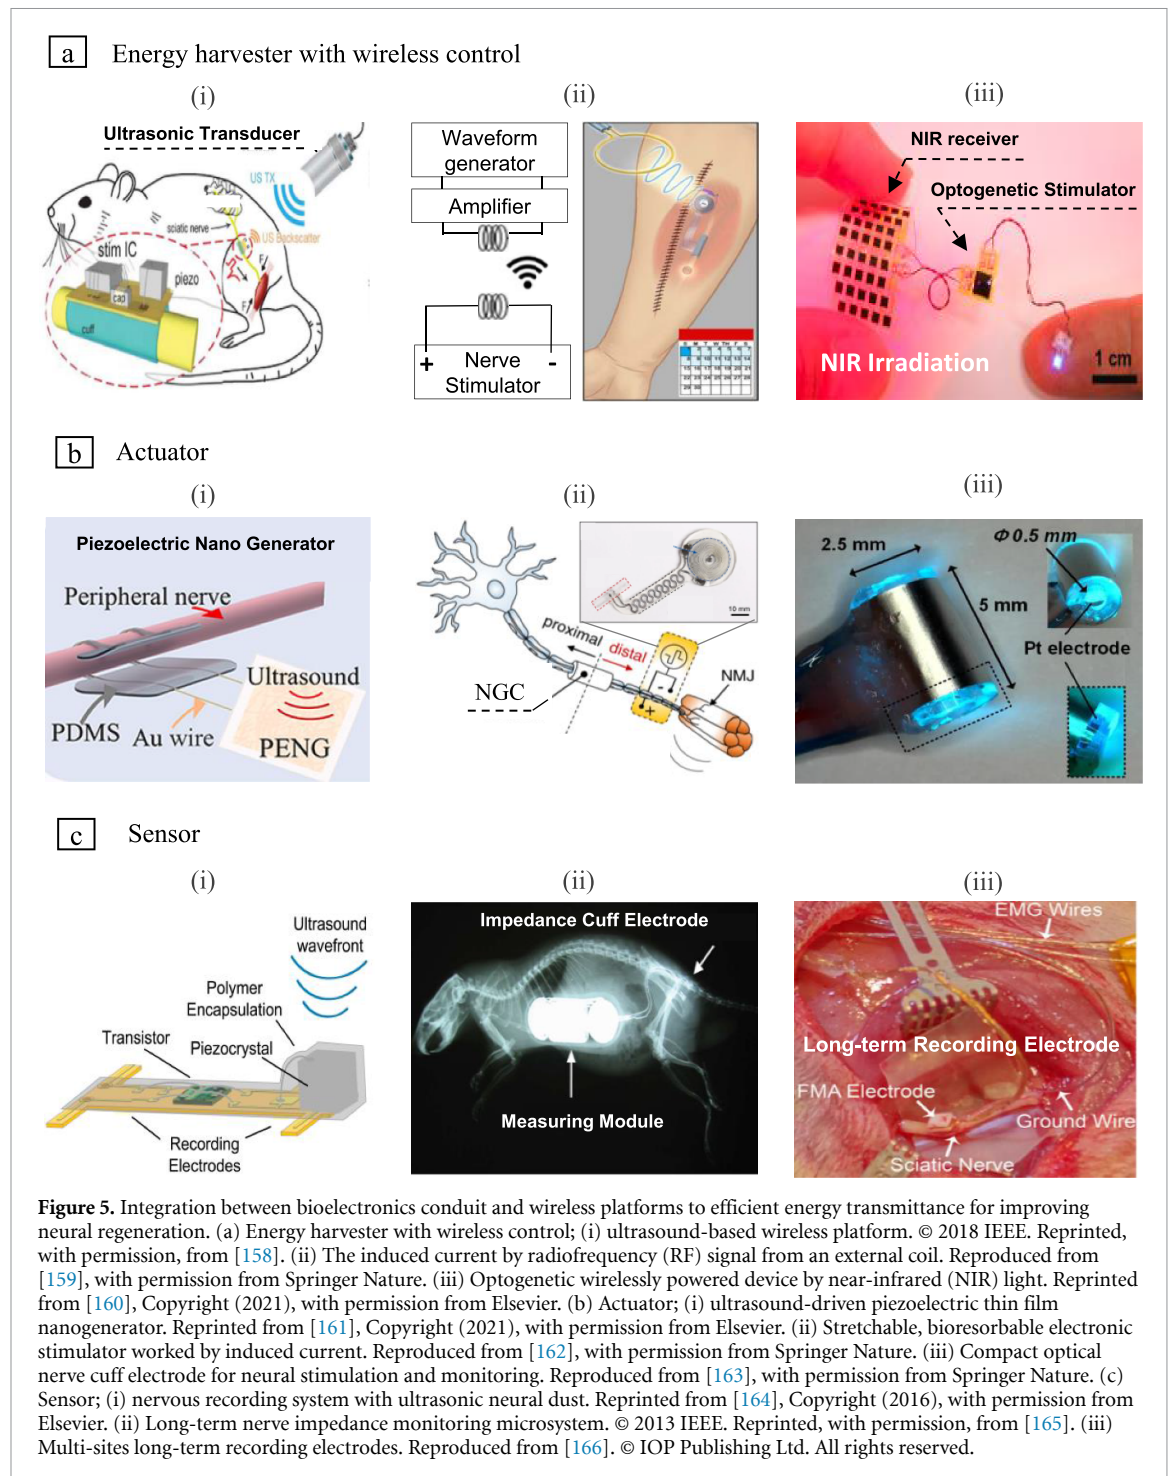 a Energy harvester with wireless control
(i)
(ii)
(iii)
Ultrasonic Transducer
US TX
sciatic nerve
US Backscatter
stim IC
piezo
cap
cuff
F
F
Waveform
generator
Amplifier
+ Nerve -
Stimulator
NIR receiver
Optogenetic Stimulator
NIR Irradiation
1 cm
b Actuator
(i)
(ii)
(iii)
Piezoelectric Nano Generator
Peripheral nerve
Ultrasound
PDMS
Au wire
PENG
10 mm
proximal
distal
NGC
NMJ
-
+
2.5 mm
Φ 0.5 mm
5 mm
Pt electrode
c Sensor
(i)
(ii)
(iii)
Ultrasound
wavefront
Polymer
Encapsulation
Transistor
Piezocrystal
Recording
Electrodes
Impedance Cuff Electrode
Measuring Module
EMG Wires
Long-term Recording Electrode
FMA Electrode
Ground Wire
Sciatic Nerve
Figure 5. Integration between bioelectronics conduit and wireless platforms to efficient energy transmittance for improving
neural regeneration. (a) Energy harvester with wireless control; (i) ultrasound-based wireless platform. © 2018 IEEE. Reprinted,
with permission, from [158]. (ii) The induced current by radiofrequency (RF) signal from an external coil. Reproduced from
[159], with permission from Springer Nature. (iii) Optogenetic wirelessly powered device by near-infrared (NIR) light. Reprinted
from [160], Copyright (2021), with permission from Elsevier. (b) Actuator; (i) ultrasound-driven piezoelectric thin film
nanogenerator. Reprinted from [161], Copyright (2021), with permission from Elsevier. (ii) Stretchable, bioresorbable electronic
stimulator worked by induced current. Reproduced from [162], with permission from Springer Nature. (iii) Compact optical
nerve cuff electrode for neural stimulation and monitoring. Reproduced from [163], with permission from Springer Nature. (c)
Sensor; (i) nervous recording system with ultrasonic neural dust. Reprinted from [164], Copyright (2016), with permission from
Elsevier. (ii) Long-term nerve impedance monitoring microsystem. © 2013 IEEE. Reprinted, with permission, from [165]. (iii)
Multi-sites long-term recording electrodes. Reproduced from [166]. © IOP Publishing Ltd. All rights reserved.